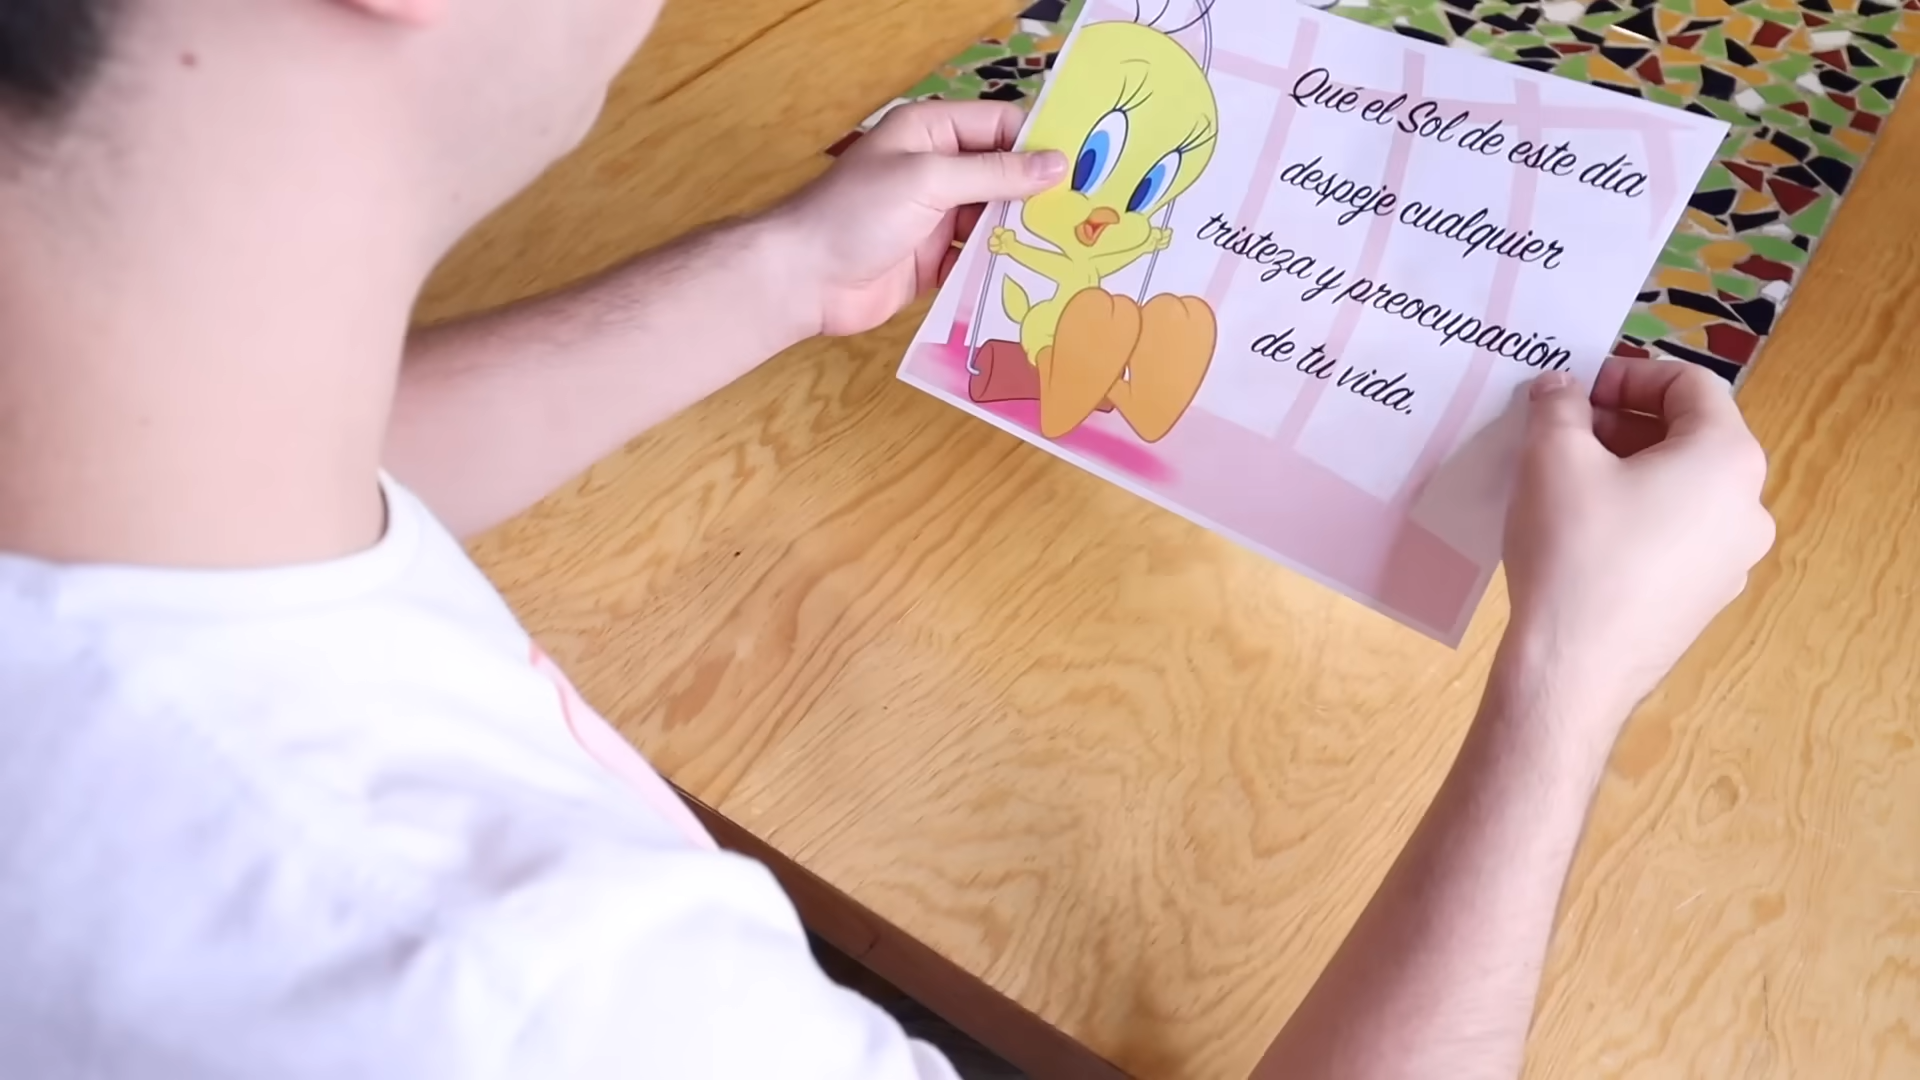 Qué el Sol de este día
despeje cualquier
tristeza y preocupación.
de tu vida.